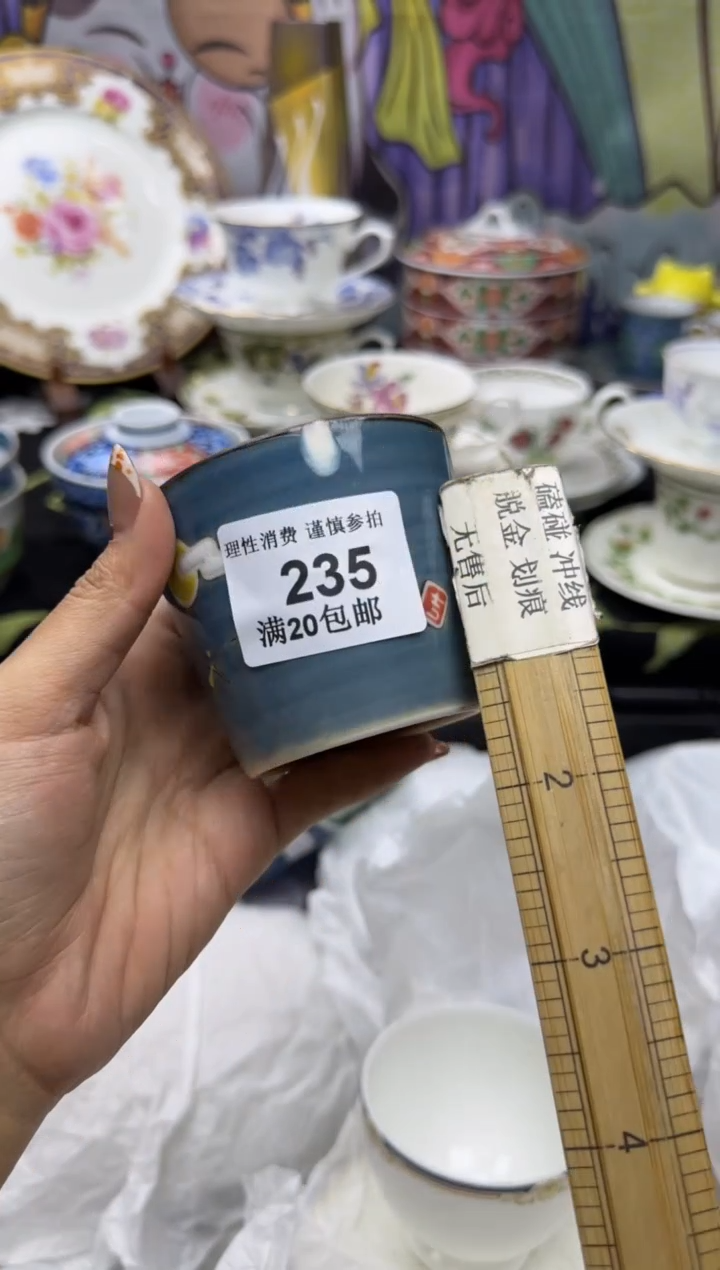 理性消费 谨慎参拍
235
满20包邮
磕碰 冲线
脱金 划痕
无售后
2
3
4